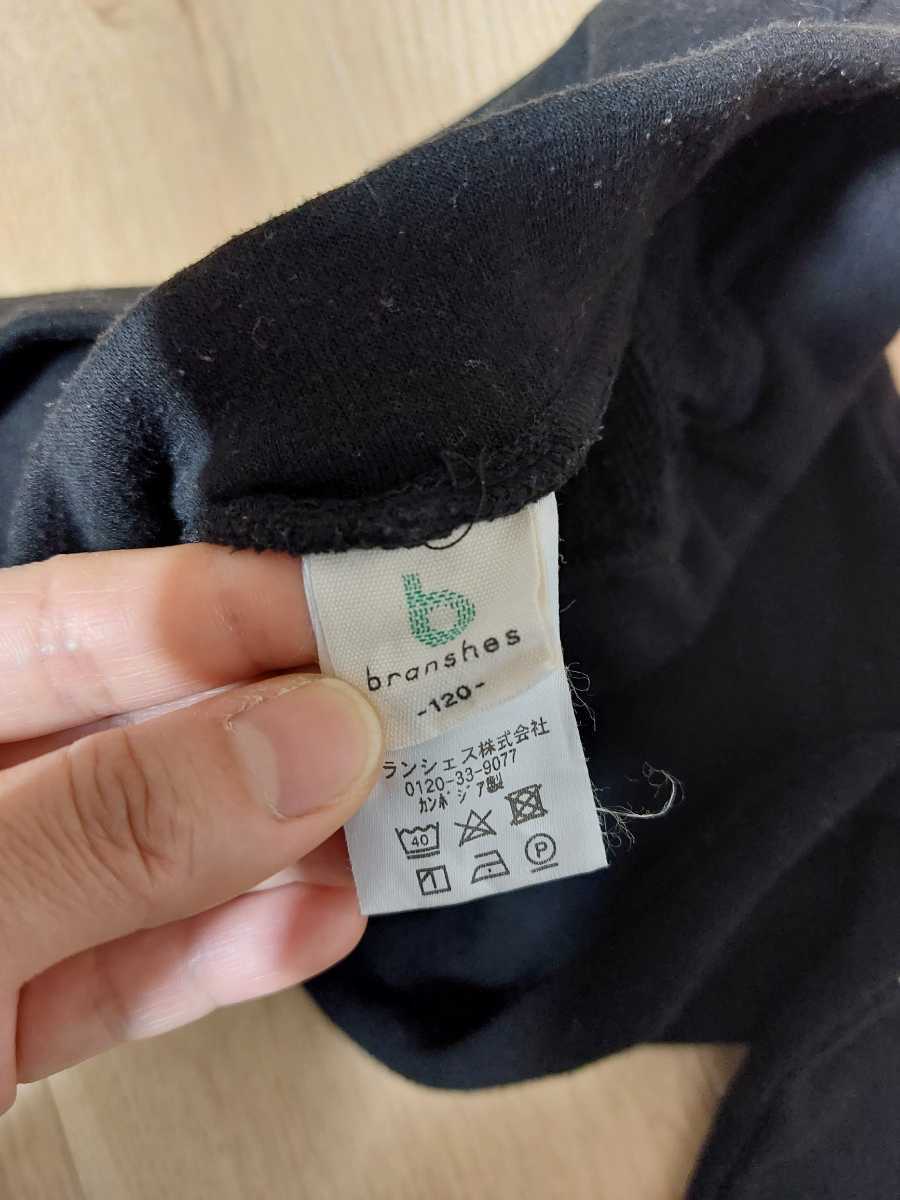 b
branshes
-120-
ランシェス株式会社
0120-33-9077
ｶﾝﾎﾞｼﾞｱ製
40
P